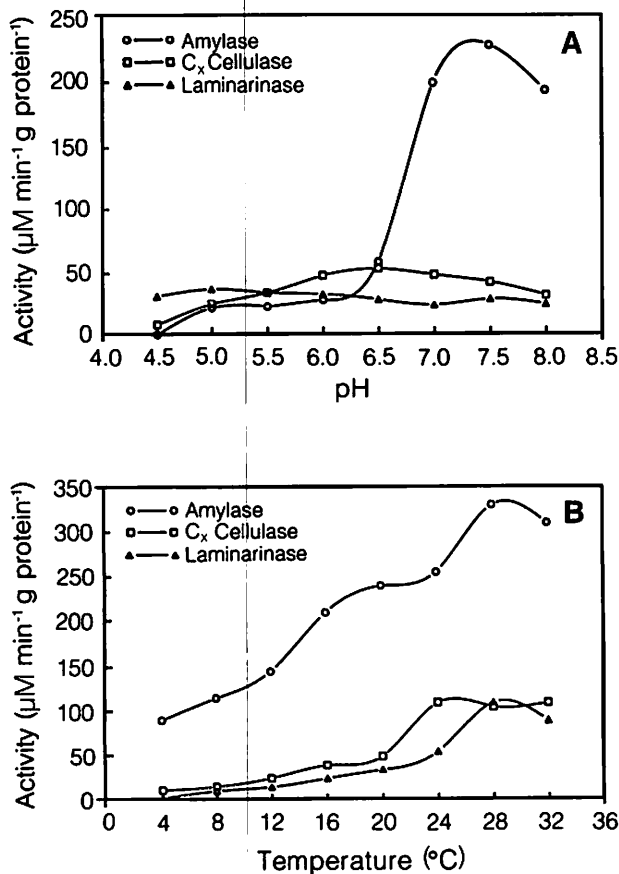 250
200
150
100
50
0
Activity (µM min⁻¹ g protein⁻¹)
Amylase
Cₓ Cellulase
Laminarinase
A
4.0 4.5 5.0 5.5 6.0 6.5 7.0 7.5 8.0 8.5
pH
350
300
250
200
150
100
50
0
Activity (µM min⁻¹ g protein⁻¹)
Amylase
Cₓ Cellulase
Laminarinase
B
0 4 8 12 16 20 24 28 32 36
Temperature (°C)